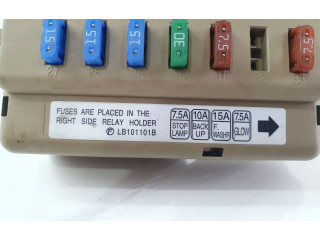 15
15
15
30
7.5
7.5
FUSES ARE PLACED IN THE
RIGHT SIDE RELAY HOLDER
Ⓟ LB101101B
7.5A 10A 15A 7.5A
STOP LAMP
BACK UP
F. WASHR
GLOW